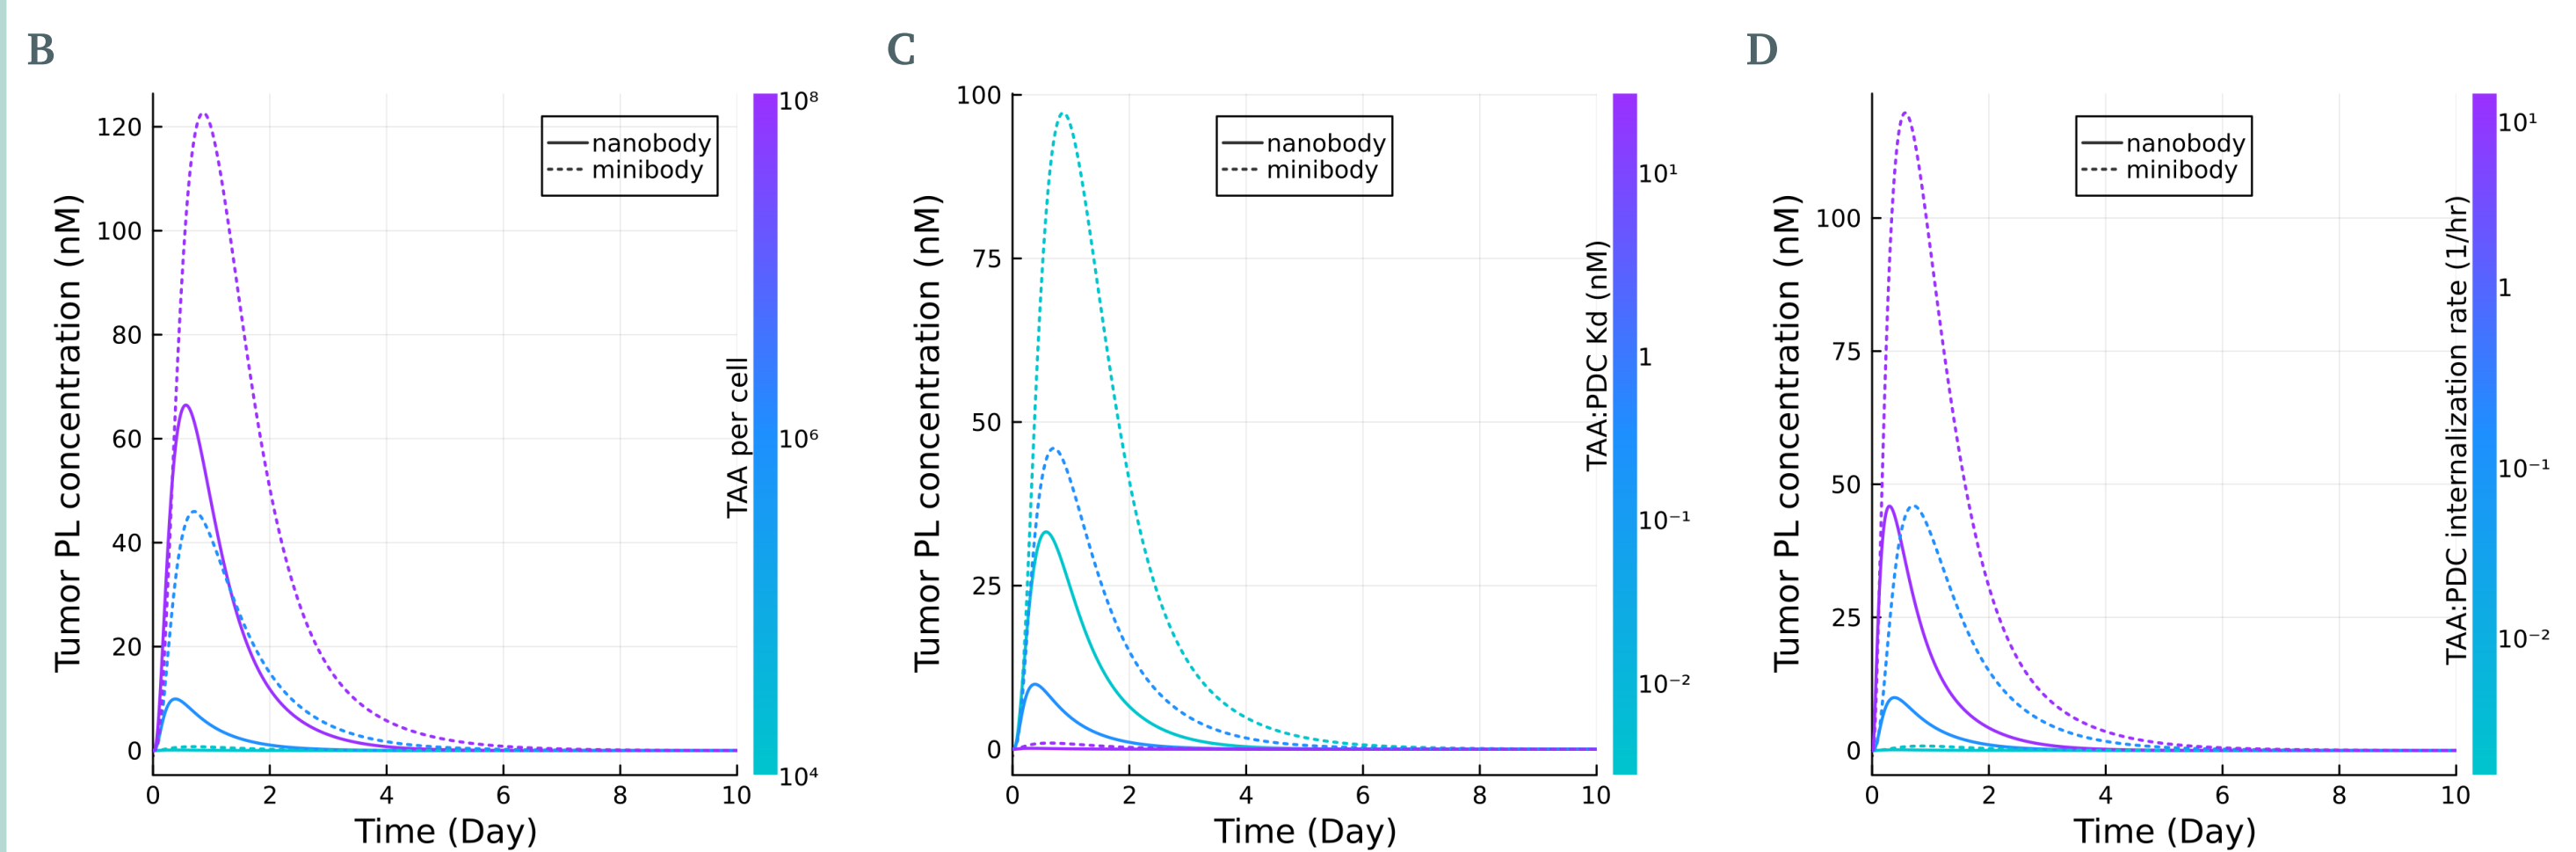 B
Tumor PL concentration (nM)
120
100
80
60
40
20
0
0 2 4 6 8 10
Time (Day)
nanobody
minibody
TAA per cell
10⁸
10⁶
10⁴
C
Tumor PL concentration (nM)
100
75
50
25
0
0 2 4 6 8 10
Time (Day)
nanobody
minibody
TAA:PDC Kd (nM)
10¹
1
10⁻¹
10⁻²
D
Tumor PL concentration (nM)
100
75
50
25
0
0 2 4 6 8 10
Time (Day)
nanobody
minibody
TAA:PDC internalization rate (1/hr)
10¹
1
10⁻¹
10⁻²